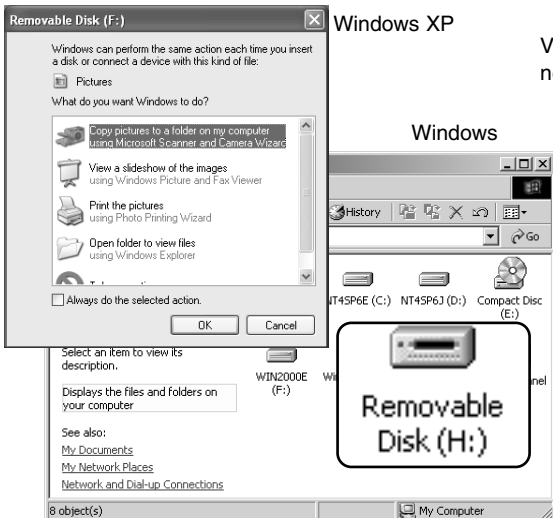 Removable Disk (F:)
Windows can perform the same action each time you insert
a disk or connect a device with this kind of file:
Pictures
What do you want Windows to do?
Copy pictures to a folder on my computer
using Microsoft Scanner and Camera Wizard
View a slideshow of the images
using Windows Picture and Fax Viewer
Print the pictures
using Photo Printing Wizard
Open folder to view files
using Windows Explorer
Always do the selected action.
OK
Cancel
Windows XP
Windows
History
Go
NT4SP6E (C:)
NT4SP6J (D:)
Compact Disc
(E:)
Select an item to view its
description.
Displays the files and folders on
your computer
See also:
My Documents
My Network Places
Network and Dial-up Connections
WIN2000E
(F:)
Removable
Disk (H:)
8 object(s)
My Computer